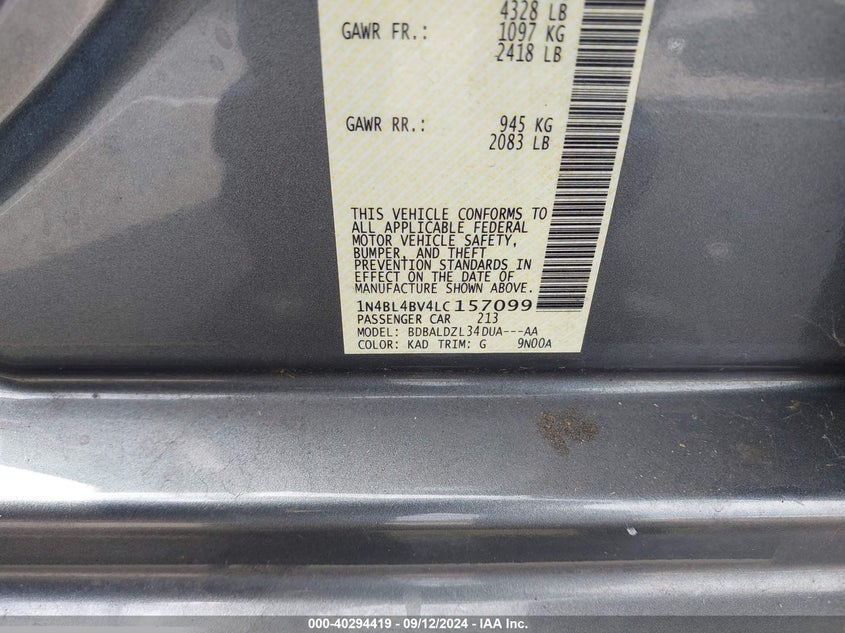 4328 LB
GAWR FR.: 1097 KG
2418 LB
GAWR RR.: 945 KG
2083 LB
THIS VEHICLE CONFORMS TO
ALL APPLICABLE FEDERAL
MOTOR VEHICLE SAFETY,
BUMPER, AND THEFT
PREVENTION STANDARDS IN
EFFECT ON THE DATE OF
MANUFACTURE SHOWN ABOVE.
1N4BL4BV4LC157099
PASSENGER CAR 213
MODEL: BDBALDZL34DUA---AA
COLOR: KAD TRIM: G 9N00A
000-40294419 - 09/12/2024 - © IAA Inc.